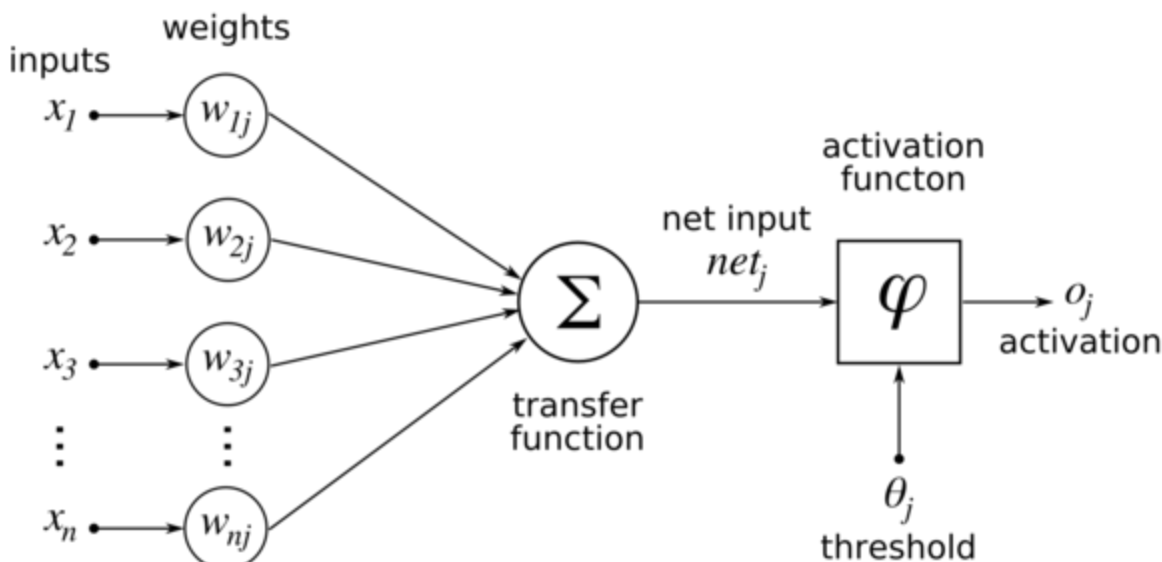 weights
inputs
x1
w1j
x2
w2j
x3
w3j
⋮
⋮
xn
wnj
Σ
transfer
function
net input
netj
activation
functon
φ
oj
activation
θj
threshold